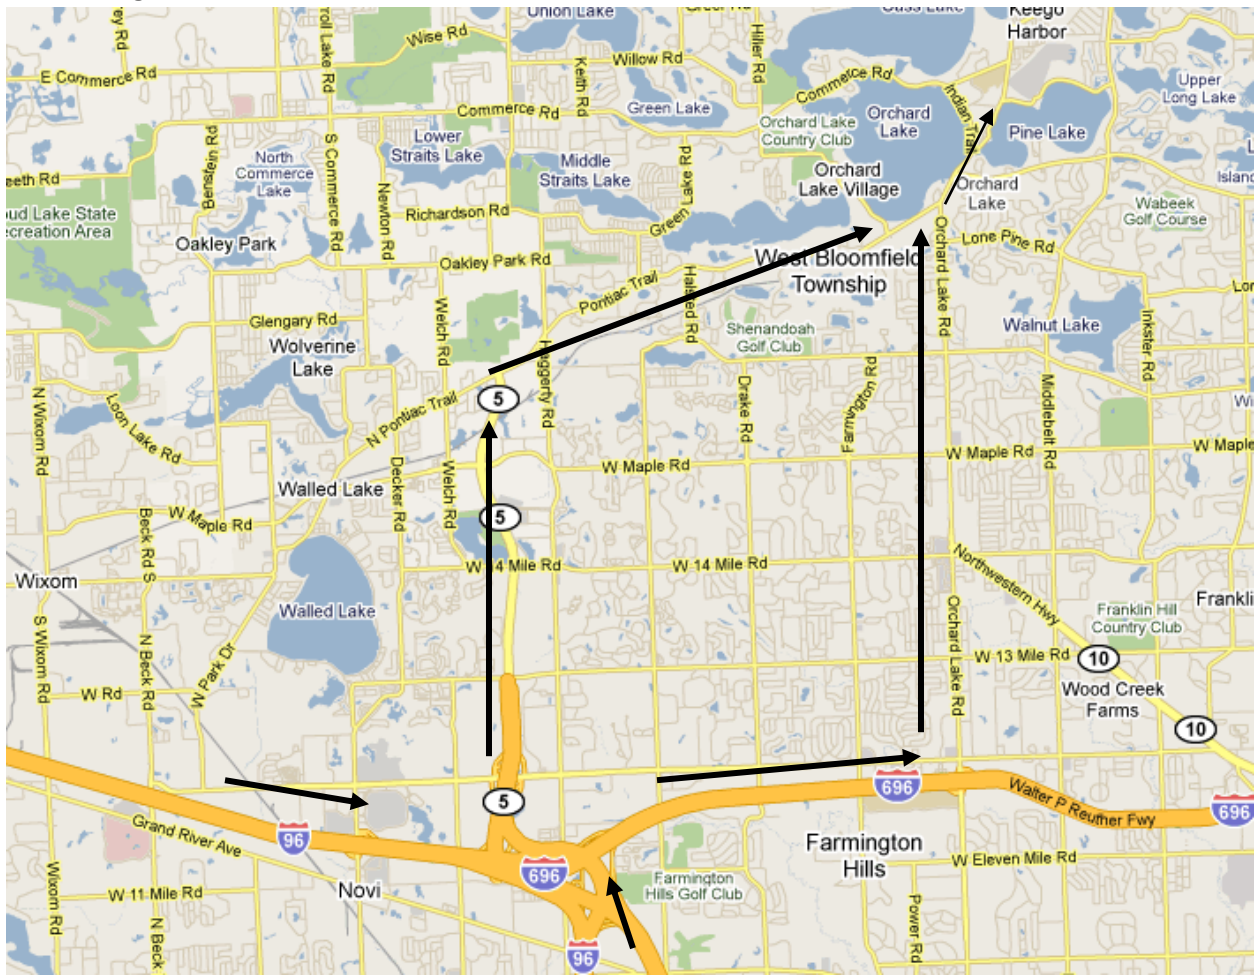 Union Lake
Cass Lake
Keego
Harbor
Wise Rd
Hiller Rd
Willow Rd
E Commerce Rd
Keith Rd
Commerce Rd
Upper
Long Lake
Commerce Rd
Green Lake
Indian Trail
Orchard Lake
Country Club
Orchard
Lake
Pine Lake
S Commerce Rd
Benstein Rd
Lower
Straits Lake
North
Commerce
Lake
Middle
Straits Lake
Orchard
Lake Village
Green Lake Rd
Orchard
Lake
Newton Rd
Richardson Rd
Wabeek
Golf Course
Oakley Park
Lone Pine Rd
Oakley Park Rd
West Bloomfield
Township
Pontiac Trail
Halsted Rd
Orchard Lake Rd
Glengary Rd
Welch Rd
Shenandoah
Golf Club
Walnut Lake
Inkster Rd
Wolverine
Lake
Haggerty Rd
N Wixom Rd
Loon Lake Rd
N Pontiac Trail
5
Drake Rd
Farmington Rd
Middlebelt Rd
W Maple Rd
W Maple Rd
W Maple
Walled Lake
Decker Rd
Welch Rd
W Maple Rd
5
Beck Rd S
W 14 Mile Rd
W 14 Mile Rd
Northwestern Hwy
Wixom
Walled Lake
Franklin Hill
Country Club
S Wixom Rd
N Beck Rd
W Park Dr
Orchard Lake Rd
W 13 Mile Rd
10
W Rd
Wood Creek
Farms
10
696
5
Walter P Reuther Fwy
696
Grand River Ave
96
Farmington
Hills
W Eleven Mile Rd
696
Novi
W 11 Mile Rd
Farmington
Hills Golf Club
Wixom Rd
N Beck
Power Rd
96